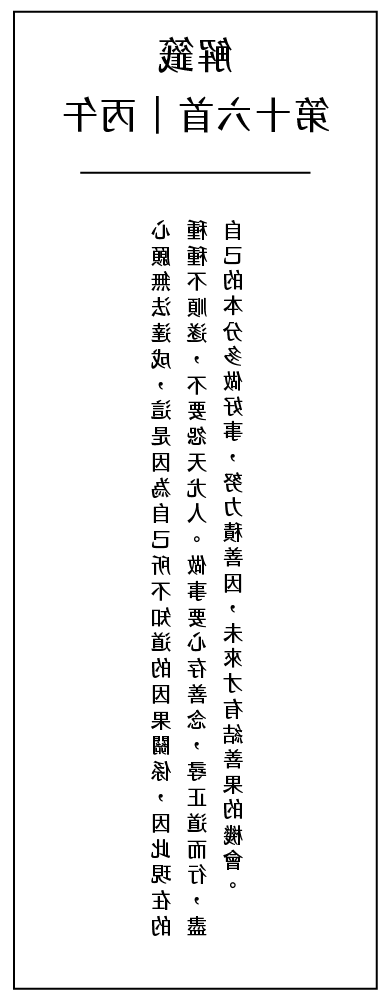 解籤
第十六首｜丙午
心願無法達成，這是因為自己所不知道的因果關係，因此現在的
種種不順遂，不要怨天尤人。做事要心存善念，尋正道而行，盡
自己的本分多做好事，努力積善因，未來才有結善果的機會。